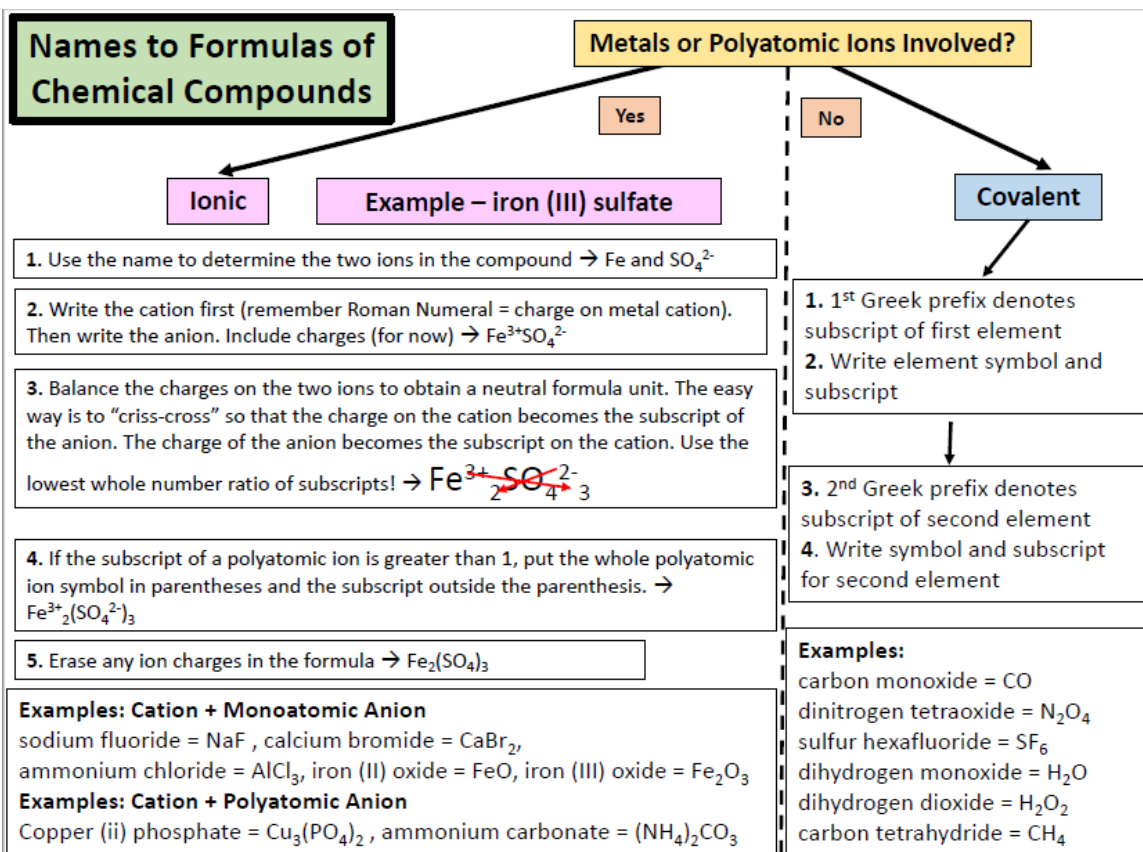 Names to Formulas of
Chemical Compounds
Metals or Polyatomic Ions Involved?
Yes
No
Ionic
Example – iron (III) sulfate
Covalent
1. Use the name to determine the two ions in the compound → Fe and SO₄²⁻
2. Write the cation first (remember Roman Numeral = charge on metal cation).
Then write the anion. Include charges (for now) → Fe³⁺SO₄²⁻
3. Balance the charges on the two ions to obtain a neutral formula unit. The easy
way is to “criss-cross” so that the charge on the cation becomes the subscript of
the anion. The charge of the anion becomes the subscript on the cation. Use the
lowest whole number ratio of subscripts! → Fe³⁺₂SO₄²⁻₃
4. If the subscript of a polyatomic ion is greater than 1, put the whole polyatomic
ion symbol in parentheses and the subscript outside the parenthesis. →
Fe³⁺₂(SO₄²⁻)₃
5. Erase any ion charges in the formula → Fe₂(SO₄)₃
Examples: Cation + Monoatomic Anion
sodium fluoride = NaF , calcium bromide = CaBr₂,
ammonium chloride = AlCl₃, iron (II) oxide = FeO, iron (III) oxide = Fe₂O₃
Examples: Cation + Polyatomic Anion
Copper (ii) phosphate = Cu₃(PO₄)₂ , ammonium carbonate = (NH₄)₂CO₃
1. 1ˢᵗ Greek prefix denotes
subscript of first element
2. Write element symbol and
subscript
3. 2ⁿᵈ Greek prefix denotes
subscript of second element
4. Write symbol and subscript
for second element
Examples:
carbon monoxide = CO
dinitrogen tetraoxide = N₂O₄
sulfur hexafluoride = SF₆
dihydrogen monoxide = H₂O
dihydrogen dioxide = H₂O₂
carbon tetrahydride = CH₄